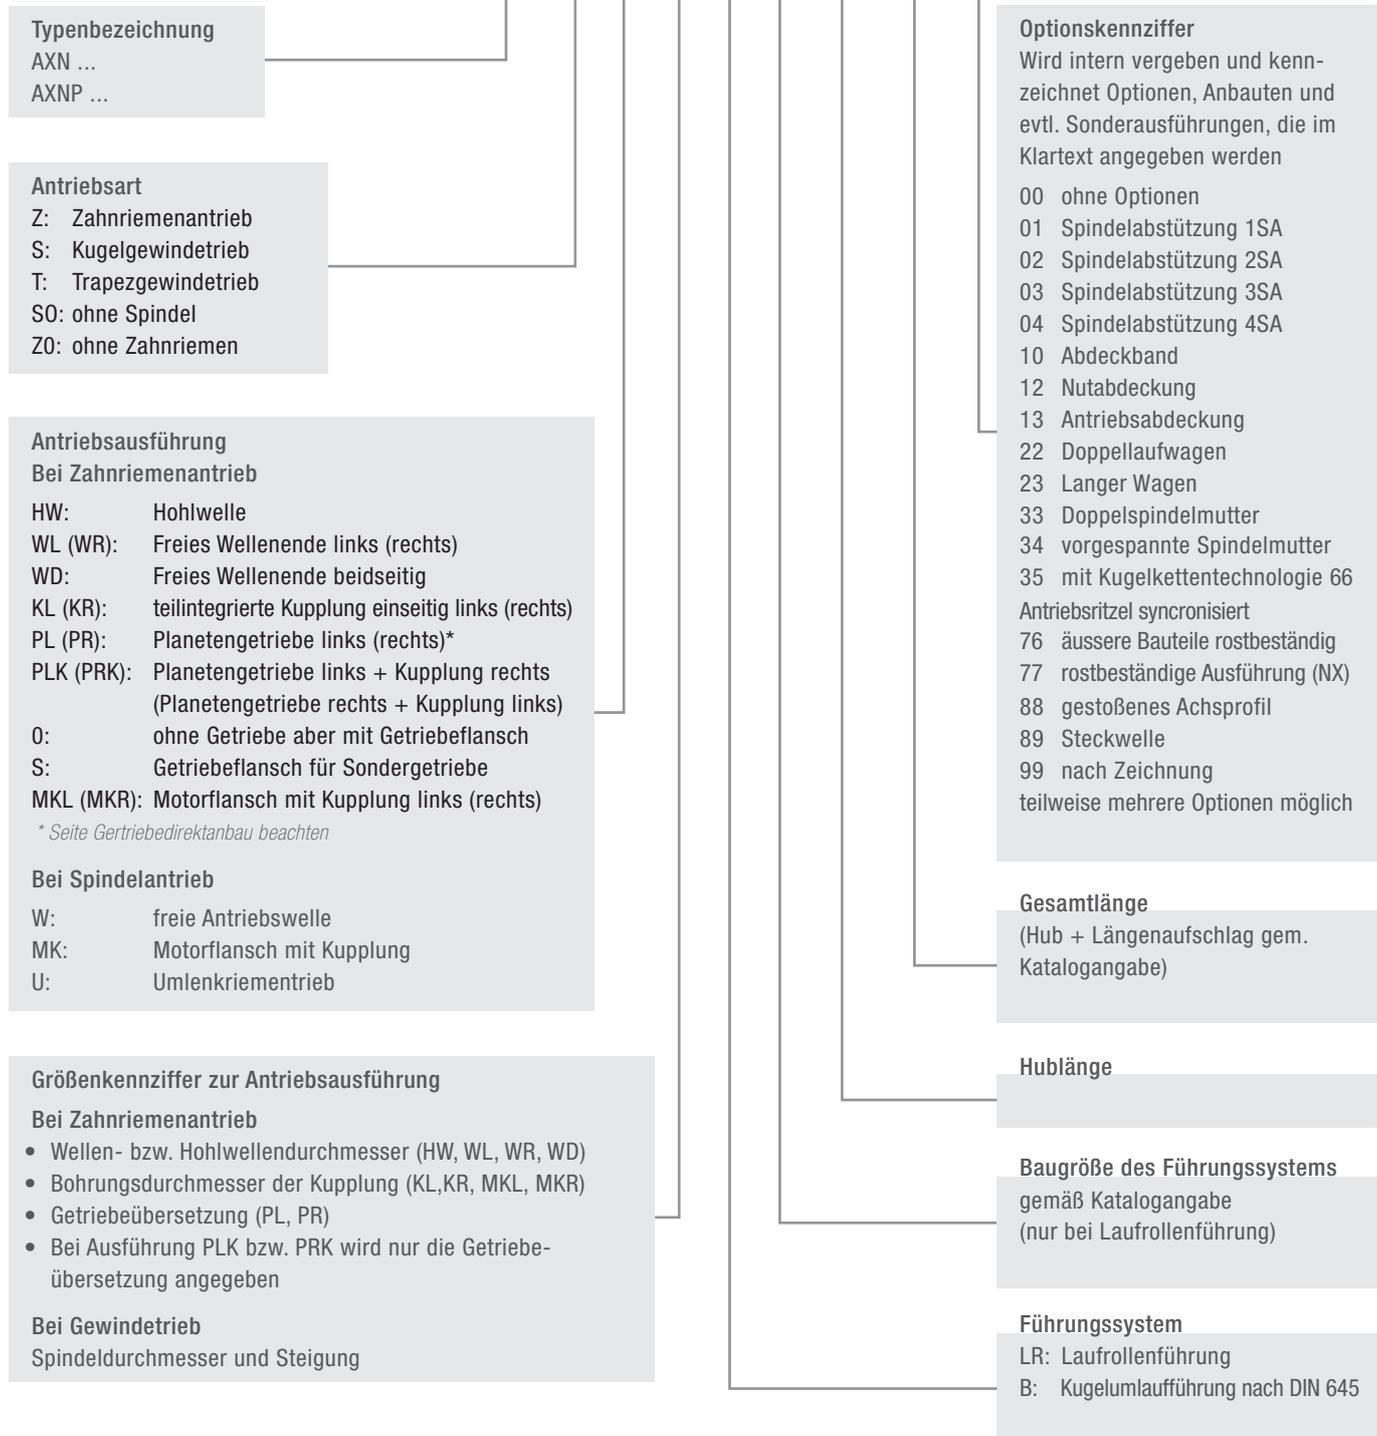 Typenbezeichnung
AXN ...
AXNP ...
Antriebsart
Z: Zahnriemenantrieb
S: Kugelgewindetrieb
T: Trapezgewindetrieb
S0: ohne Spindel
Z0: ohne Zahnriemen
Antriebsausführung
Bei Zahnriemenantrieb
HW: Hohlwelle
WL (WR): Freies Wellenende links (rechts)
WD: Freies Wellenende beidseitig
KL (KR): teilintegrierte Kupplung einseitig links (rechts)
PL (PR): Planetengetriebe links (rechts)*
PLK (PRK): Planetengetriebe links + Kupplung rechts
(Planetengetriebe rechts + Kupplung links)
0: ohne Getriebe aber mit Getriebeflansch
S: Getriebeflansch für Sondergetriebe
MKL (MKR): Motorflansch mit Kupplung links (rechts)
* Seite Gertriebedirektanbau beachten
Bei Spindelantrieb
W: freie Antriebswelle
MK: Motorflansch mit Kupplung
U: Umlenkriementrieb
Größenkennziffer zur Antriebsausführung
Bei Zahnriemenantrieb
• Wellen- bzw. Hohlwellendurchmesser (HW, WL, WR, WD)
• Bohrungsdurchmesser der Kupplung (KL,KR, MKL, MKR)
• Getriebeübersetzung (PL, PR)
• Bei Ausführung PLK bzw. PRK wird nur die Getriebe-
übersetzung angegeben
Bei Gewindetrieb
Spindeldurchmesser und Steigung
Optionskennziffer
Wird intern vergeben und kenn-
zeichnet Optionen, Anbauten und
evtl. Sonderausführungen, die im
Klartext angegeben werden
00 ohne Optionen
01 Spindelabstützung 1SA
02 Spindelabstützung 2SA
03 Spindelabstützung 3SA
04 Spindelabstützung 4SA
10 Abdeckband
12 Nutabdeckung
13 Antriebsabdeckung
22 Doppellaufwagen
23 Langer Wagen
33 Doppelspindelmutter
34 vorgespannte Spindelmutter
35 mit Kugelkettentechnologie 66
Antriebsritzel syncronisiert
76 äussere Bauteile rostbeständig
77 rostbeständige Ausführung (NX)
88 gestoßenes Achsprofil
89 Steckwelle
99 nach Zeichnung
teilweise mehrere Optionen möglich
Gesamtlänge
(Hub + Längenaufschlag gem.
Katalogangabe)
Hublänge
Baugröße des Führungssystems
gemäß Katalogangabe
(nur bei Laufrollenführung)
Führungssystem
LR: Laufrollenführung
B: Kugelumlaufführung nach DIN 645